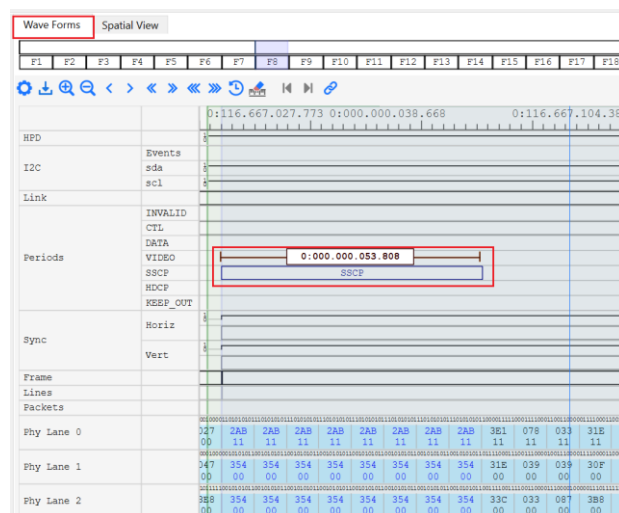 Wave Forms Spatial View
F1 F2 F3 F4 F5 F6 F7 F8 F9 F10 F11 F12 F13 F14 F15 F16 F17 F18
0:116.667.027.773 0:000.000.038.668 0:116.667.104.38
HPD
Events
I2C sda
scl
Link
INVALID
CTL
DATA
Periods VIDEO 0:000.000.053.808
SSCP SSCP
HDCP
KEEP_OUT
Horiz
Sync
Vert
Frame
Lines
Packets
Phy Lane 0 027 2AB 2AB 2AB 2AB 2AB 2AB 2AB 3E1 078 033 31E
00 11 11 11 11 11 11 11 11 11 11 11
Phy Lane 1 047 354 354 354 354 354 354 354 31E 039 039 30F
00 00 00 00 00 00 00 00 00 00 00 00
Phy Lane 2 3E8 354 354 354 354 354 354 354 33C 033 087 3B8
00 00 00 00 00 00 00 00 00 00 00 00